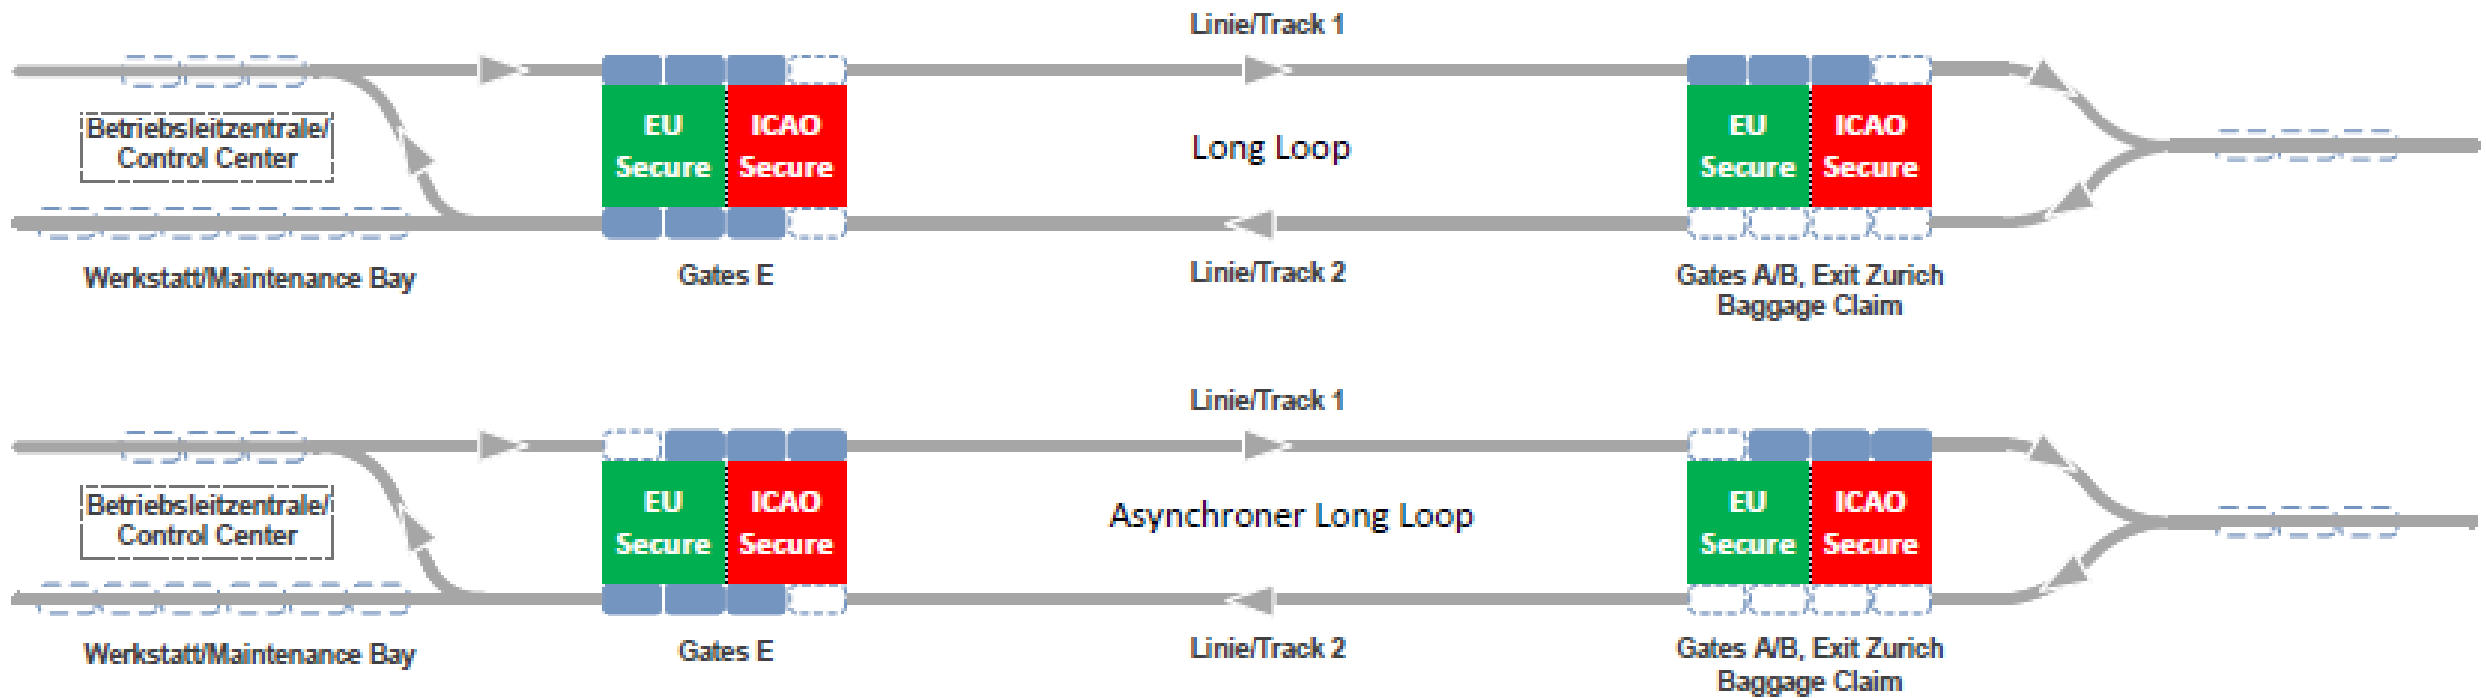 Linie/Track 1
Betriebsleitzentrale/
Control Center
EU
Secure
ICAO
Secure
Long Loop
EU
Secure
ICAO
Secure
Werkstatt/Maintenance Bay
Gates E
Linie/Track 2
Gates A/B, Exit Zurich
Baggage Claim
Linie/Track 1
Betriebsleitzentrale/
Control Center
EU
Secure
ICAO
Secure
Asynchroner Long Loop
EU
Secure
ICAO
Secure
Werkstatt/Maintenance Bay
Gates E
Linie/Track 2
Gates A/B, Exit Zurich
Baggage Claim